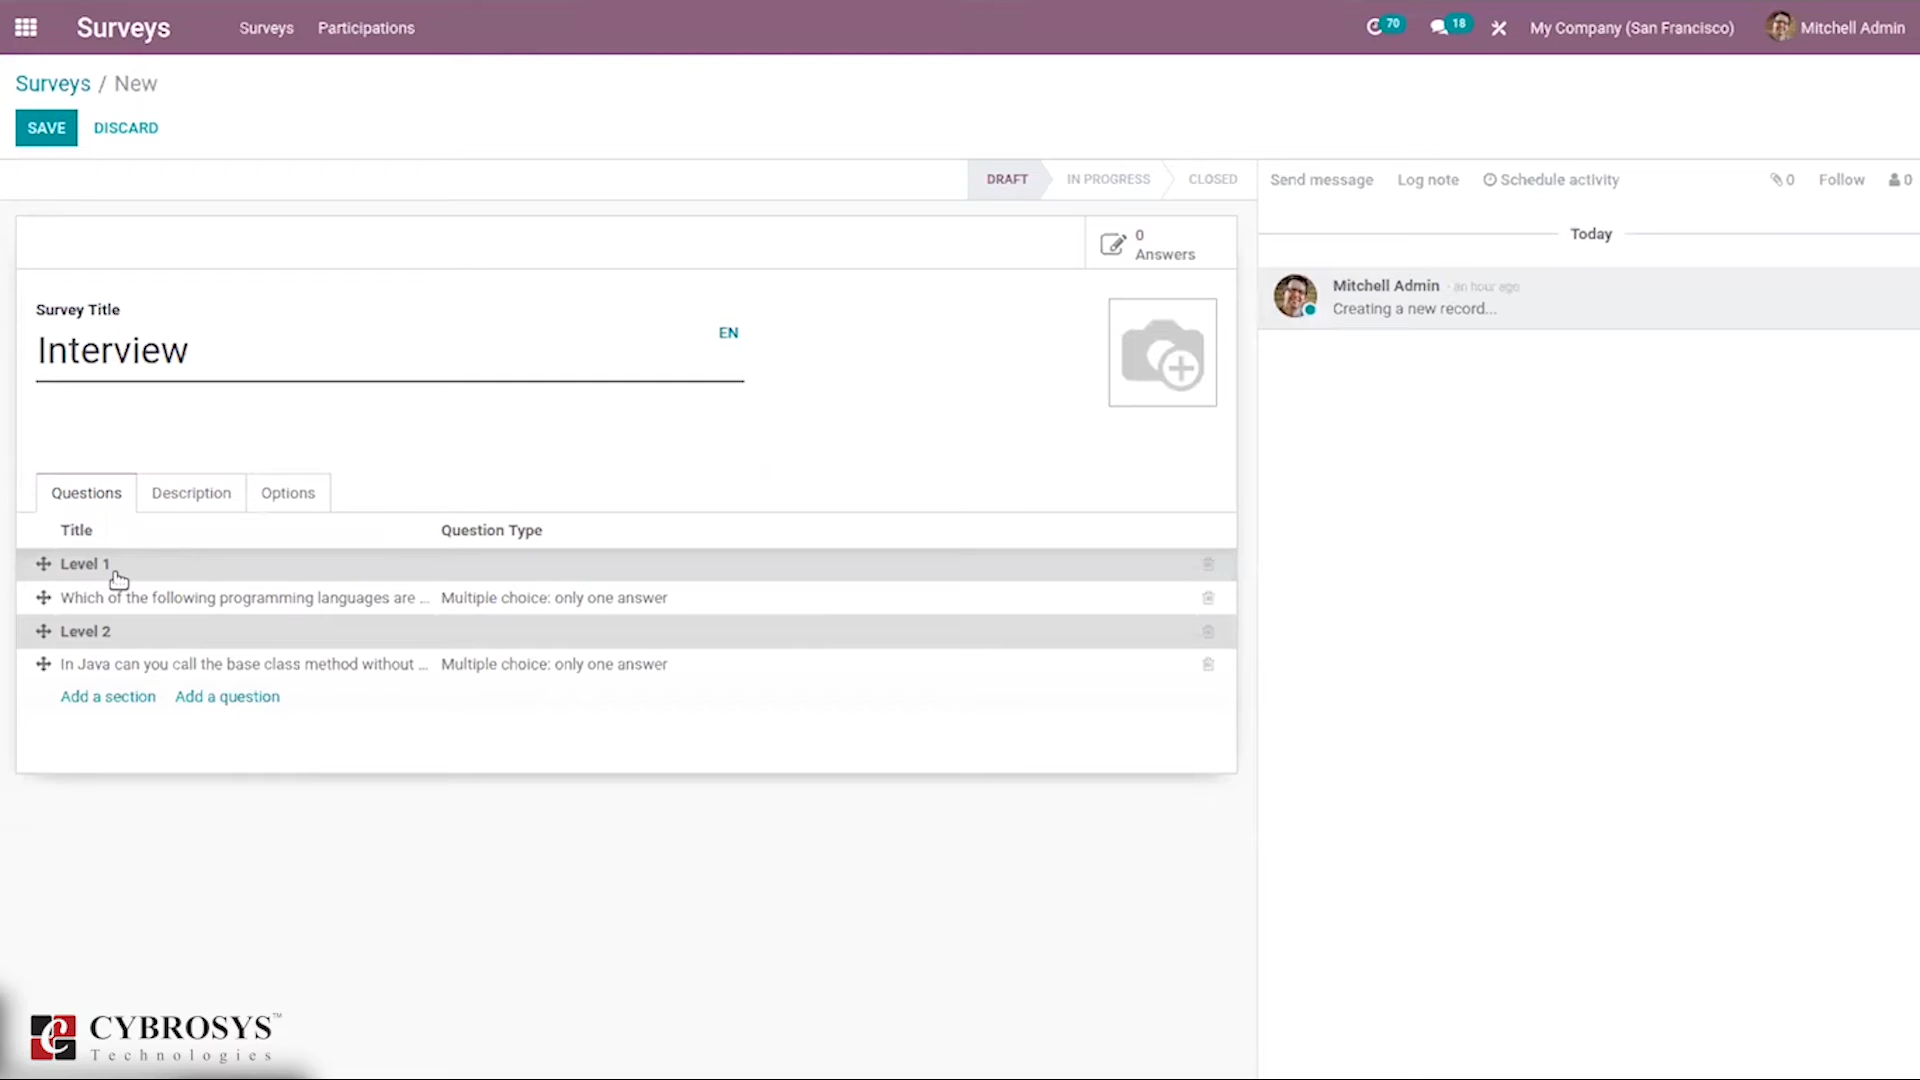 Surveys Surveys Participations 70 18 My Company (San Francisco) Mitchell Admin
Surveys / New
SAVE DISCARD
DRAFT IN PROGRESS CLOSED
Send message Log note Schedule activity 0 Follow 0
0
Answers
Today
Mitchell Admin - an hour ago
Creating a new record...
Survey Title
EN
Interview
Questions Description Options
Title Question Type
Level 1
Which of the following programming languages are ... Multiple choice: only one answer
Level 2
In Java can you call the base class method without ... Multiple choice: only one answer
Add a section Add a question
CYBROSYS™
Technologies